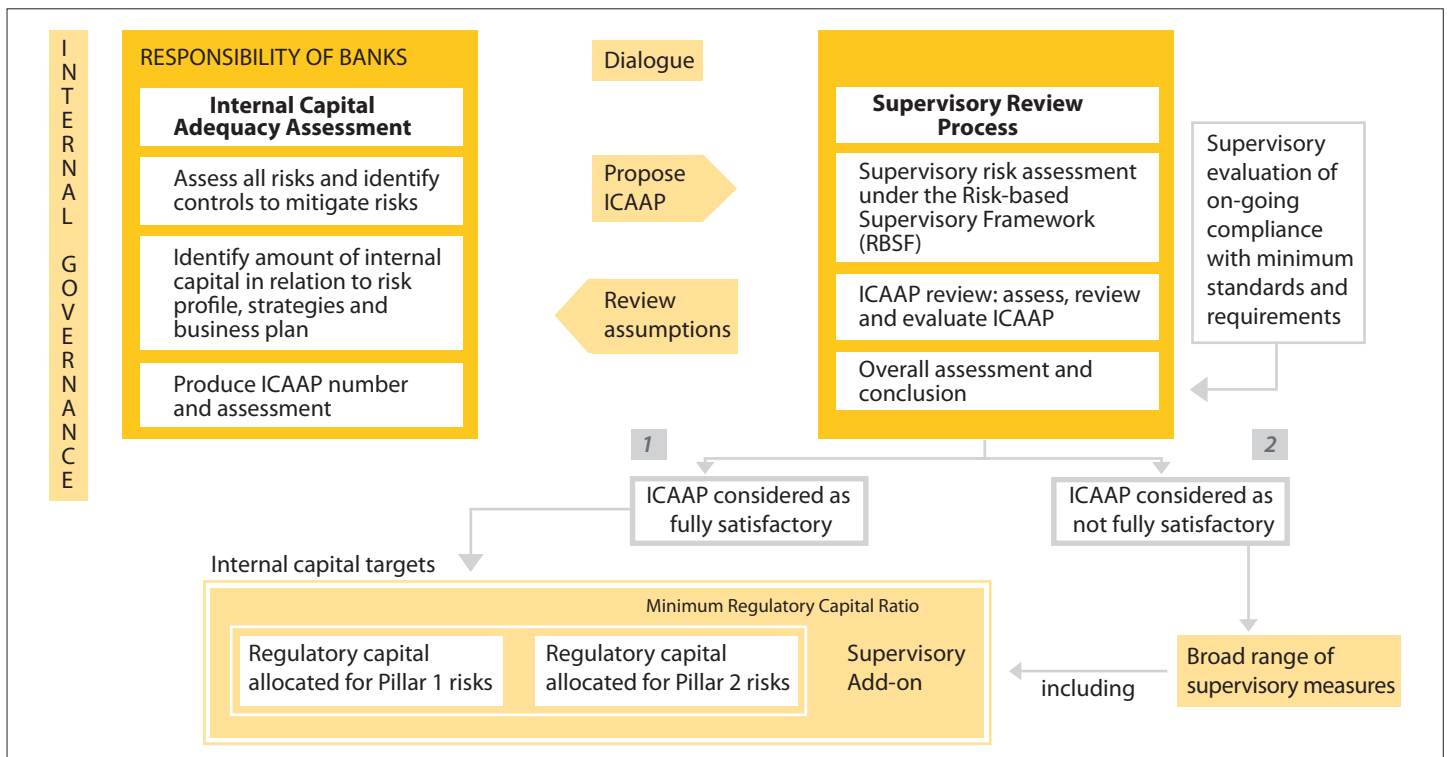 INTERNAL GOVERNANCE
RESPONSIBILITY OF BANKS
Internal Capital
Adequacy Assessment
Assess all risks and identify
controls to mitigate risks
Identify amount of internal
capital in relation to risk
profile, strategies and
business plan
Produce ICAAP number
and assessment
Dialogue
Propose
ICAAP
Review
assumptions
Supervisory Review
Process
Supervisory risk assessment
under the Risk-based
Supervisory Framework
(RBSF)
ICAAP review: assess, review
and evaluate ICAAP
Overall assessment and
conclusion
Supervisory
evaluation of
on-going
compliance
with minimum
standards and
requirements
1
2
ICAAP considered as
fully satisfactory
ICAAP considered as
not fully satisfactory
Internal capital targets
Minimum Regulatory Capital Ratio
Regulatory capital
allocated for Pillar 1 risks
Regulatory capital
allocated for Pillar 2 risks
Supervisory
Add-on
including
Broad range of
supervisory measures